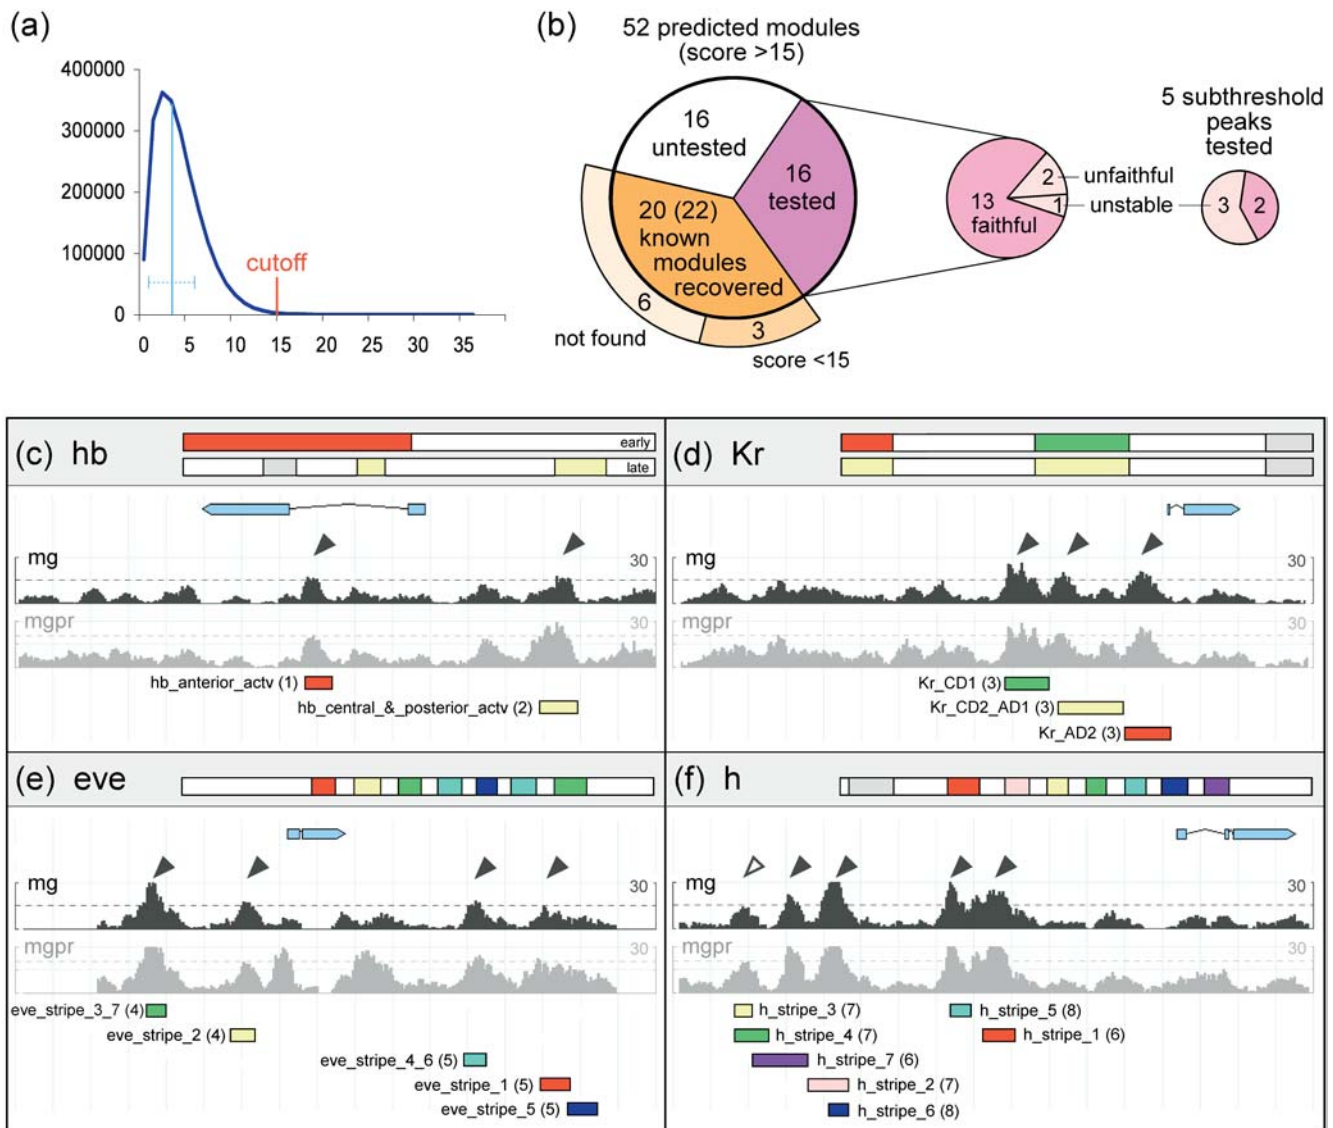 (a)
400000
300000
200000
100000
0
cutoff
0 5 10 15 20 25 30 35
(b)
52 predicted modules
(score >15)
16
untested
16
tested
20 (22)
known
modules
recovered
6
3
not found
score <15
13
faithful
2
1
unfaithful
unstable
5 subthreshold
peaks
tested
3
2
(c) hb
early
late
mg
30
mgpr
30
hb_anterior_actv (1)
hb_central_&_posterior_actv (2)
(d) Kr
mg
30
mgpr
30
Kr_CD1 (3)
Kr_CD2_AD1 (3)
Kr_AD2 (3)
(e) eve
mg
30
mgpr
30
eve_stripe_3_7 (4)
eve_stripe_2 (4)
eve_stripe_4_6 (5)
eve_stripe_1 (5)
eve_stripe_5 (5)
(f) h
mg
30
mgpr
30
h_stripe_3 (7)
h_stripe_5 (8)
h_stripe_4 (7)
h_stripe_1 (6)
h_stripe_7 (6)
h_stripe_2 (7)
h_stripe_6 (8)